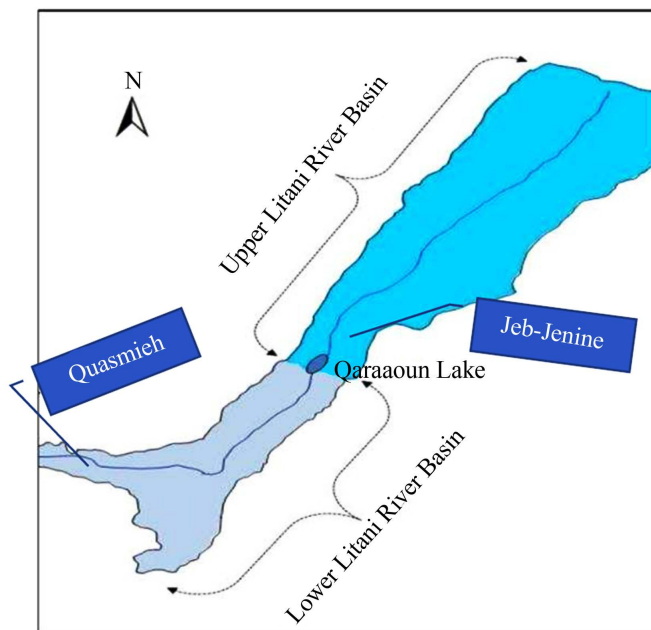 N
Upper Litani River Basin
Quasmieh
Jeb-Jenine
Qaraaoun Lake
Lower Litani River Basin